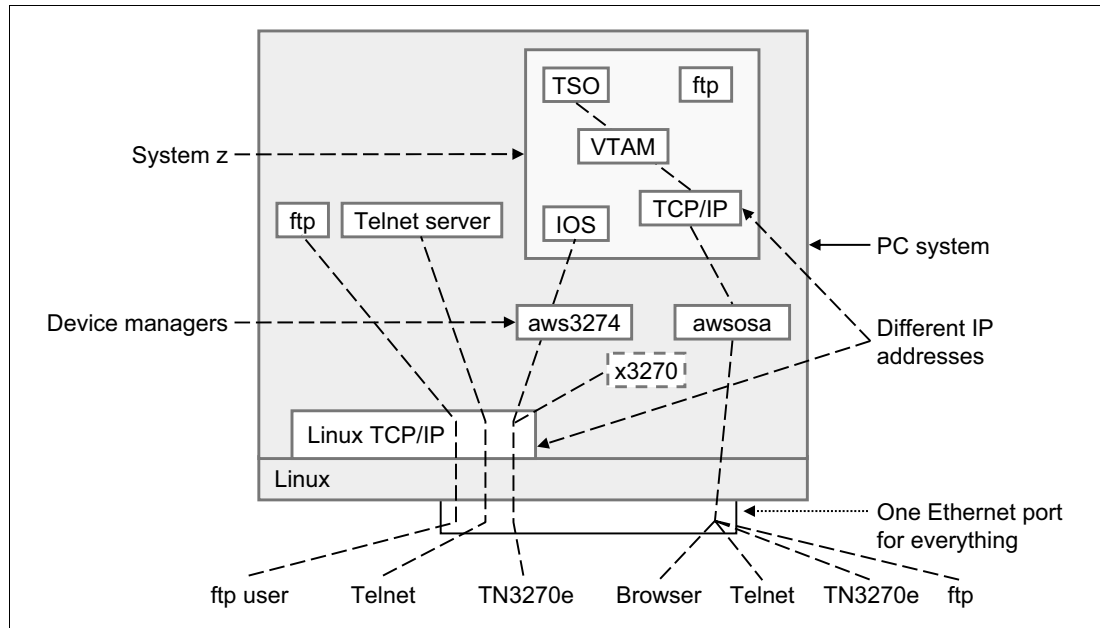 TSO
ftp
VTAM
System z
TCP/IP
ftp
Telnet server
IOS
PC system
Device managers
aws3274
awsosa
Different IP
addresses
x3270
Linux TCP/IP
Linux
One Ethernet port
for everything
ftp user
Telnet
TN3270e
Browser
Telnet
TN3270e
ftp